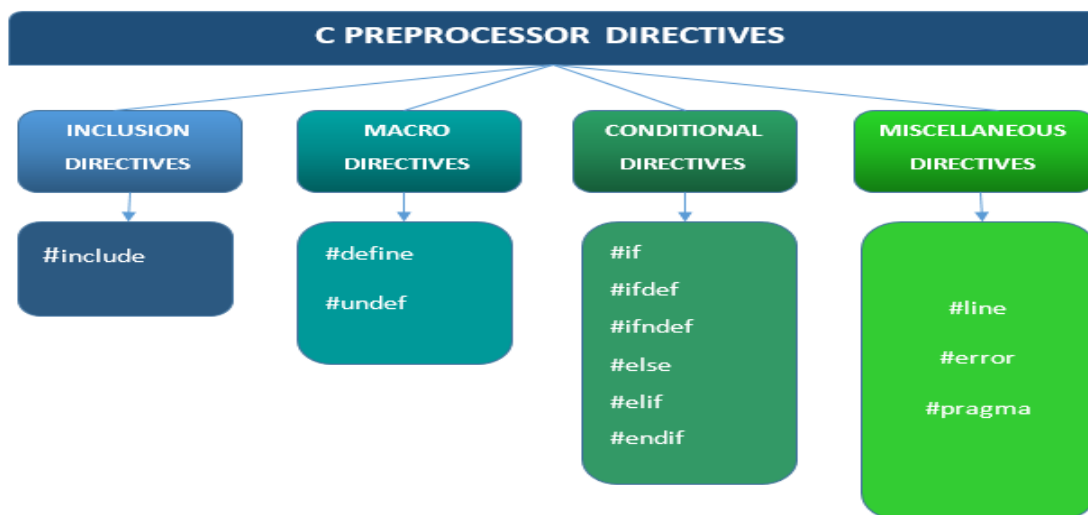 C PREPROCESSOR DIRECTIVES
INCLUSION
DIRECTIVES
#include
MACRO
DIRECTIVES
#define
#undef
CONDITIONAL
DIRECTIVES
#if
#ifdef
#ifndef
#else
#elif
#endif
MISCELLANEOUS
DIRECTIVES
#line
#error
#pragma